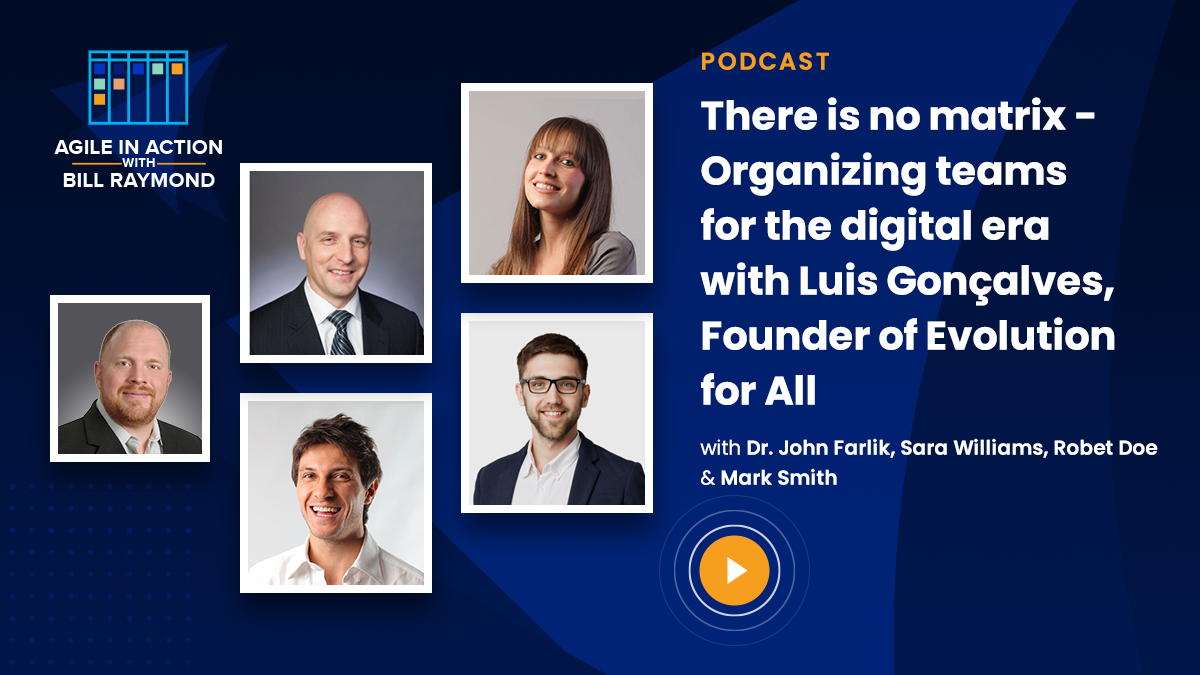 AGILE IN ACTION
WITH
BILL RAYMOND
PODCAST
There is no matrix –
Organizing teams
for the digital era
with Luis Gonçalves,
Founder of Evolution
for All
with Dr. John Farlik, Sara Williams, Robet Doe
& Mark Smith